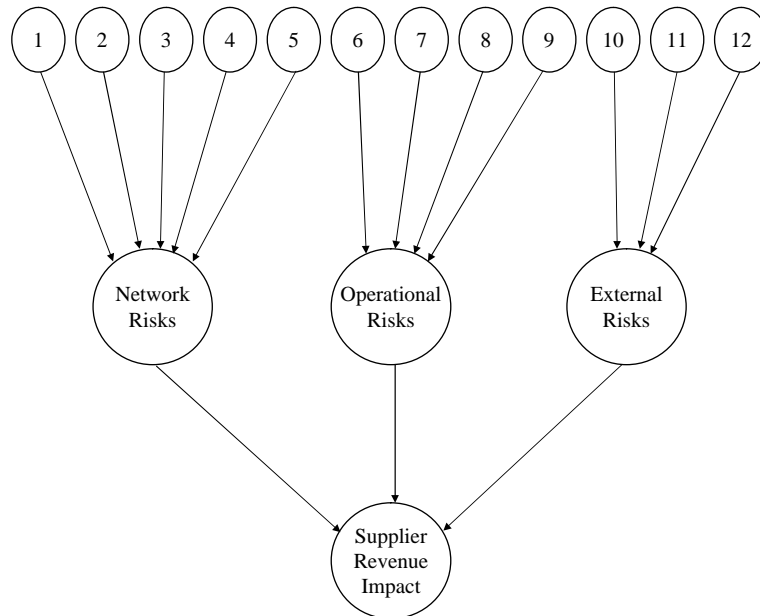 1 2 3 4 5 6 7 8 9 10 11 12
Network
Risks
Operational
Risks
External
Risks
Supplier
Revenue
Impact